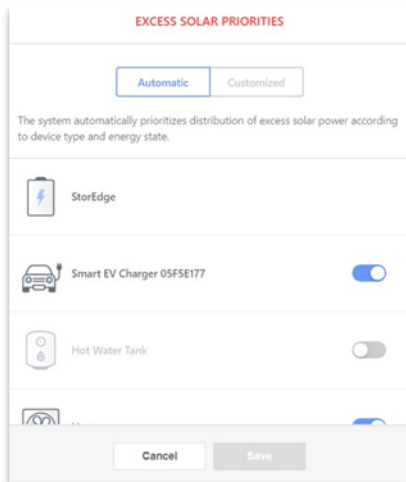 EXCESS SOLAR PRIORITIES
Automatic
Customized
The system automatically prioritizes distribution of excess solar power according
to device type and energy state.
StorEdge
Smart EV Charger 05F5E177
Hot Water Tank
Cancel
Save